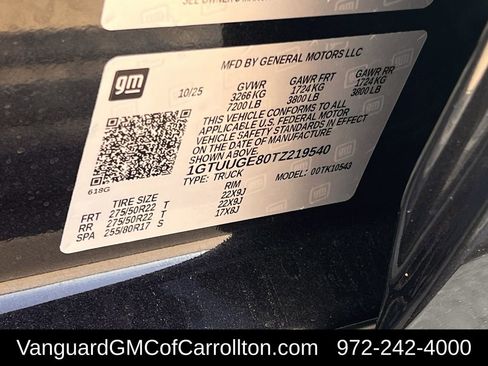 gm
MFD BY GENERAL MOTORS LLC
10/25 GVWR GAWR FRT GAWR RR
3266 KG 1724 KG 1724 KG
7200 LB 3800 LB 3800 LB
THIS VEHICLE CONFORMS TO ALL
APPLICABLE U.S. FEDERAL MOTOR
VEHICLE SAFETY STANDARDS IN EFFECT
ON THE DATE OF MANUFACTURE
SHOWN ABOVE.
1GTUUGE80TZ219540
TYPE: TRUCK MODEL: 00TK10543
618G
TIRE SIZE RIM
FRT 275/50R22 T 22X9J
RR 275/50R22 T 22X9J
SPA 255/80R17 S 17X8J
VanguardGMCofCarrollton.com 972-242-4000